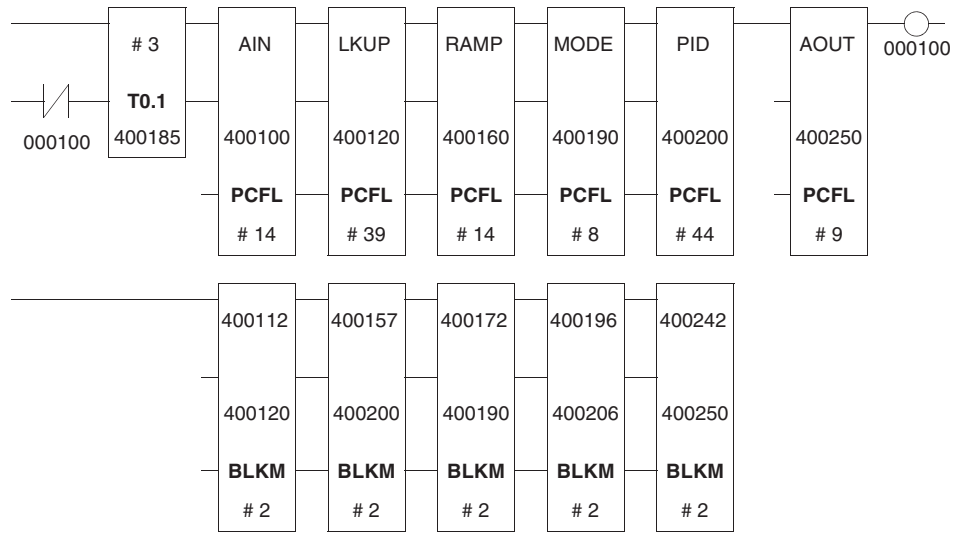 # 3 AIN LKUP RAMP MODE PID AOUT 000100
T0.1
000100 400185 400100 400120 400160 400190 400200 400250
PCFL PCFL PCFL PCFL PCFL PCFL
# 14 # 39 # 14 # 8 # 44 # 9
400112 400157 400172 400196 400242
400120 400200 400190 400206 400250
BLKM BLKM BLKM BLKM BLKM
# 2 # 2 # 2 # 2 # 2